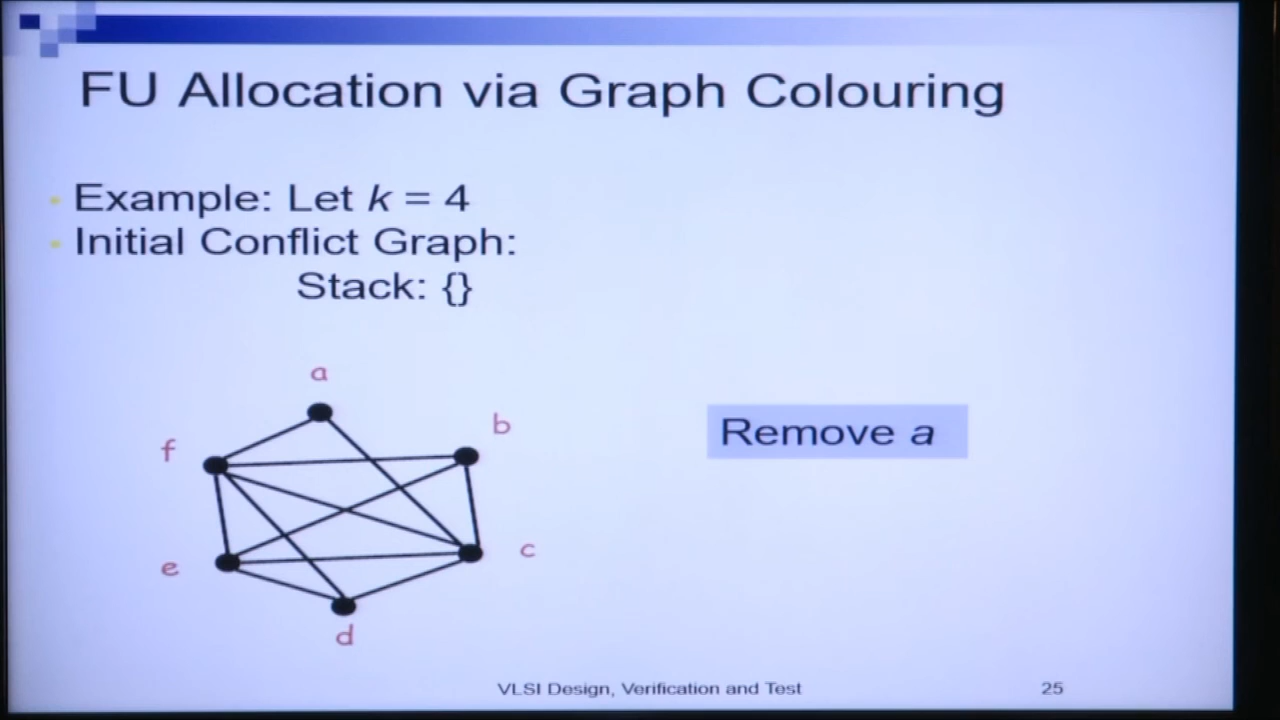 FU Allocation via Graph Colouring
Example: Let k = 4
Initial Conflict Graph:
Stack: {}
a
b
f
Remove a
c
e
d
VLSI Design, Verification and Test
25